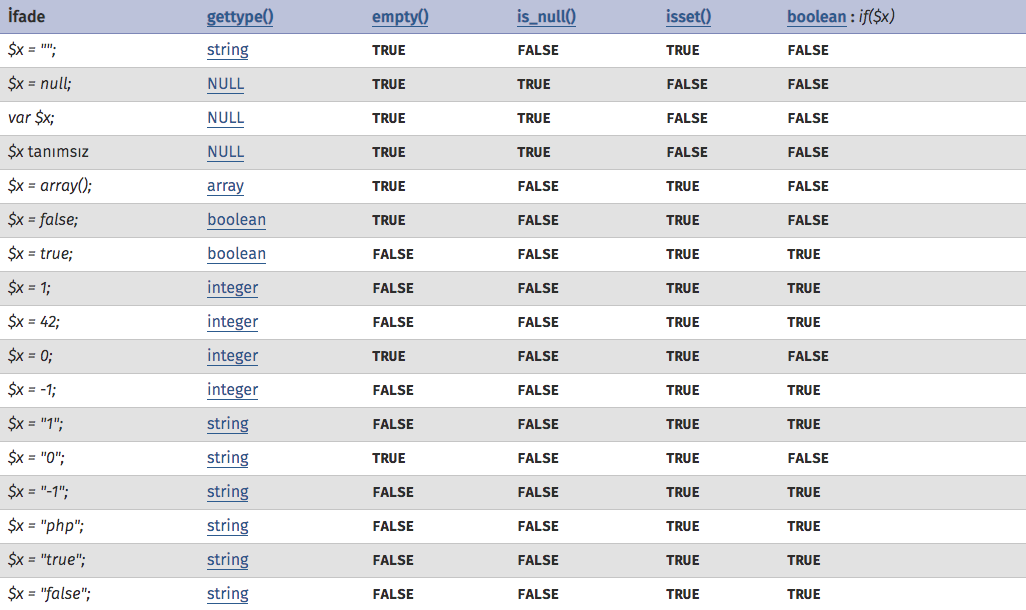 İfade gettype() empty() is_null() isset() boolean : if($x)
$x = ""; string TRUE FALSE TRUE FALSE
$x = null; NULL TRUE TRUE FALSE FALSE
var $x; NULL TRUE TRUE FALSE FALSE
$x tanımsız NULL TRUE TRUE FALSE FALSE
$x = array(); array TRUE FALSE TRUE FALSE
$x = false; boolean TRUE FALSE TRUE FALSE
$x = true; boolean FALSE FALSE TRUE TRUE
$x = 1; integer FALSE FALSE TRUE TRUE
$x = 42; integer FALSE FALSE TRUE TRUE
$x = 0; integer TRUE FALSE TRUE FALSE
$x = -1; integer FALSE FALSE TRUE TRUE
$x = "1"; string FALSE FALSE TRUE TRUE
$x = "0"; string TRUE FALSE TRUE FALSE
$x = "-1"; string FALSE FALSE TRUE TRUE
$x = "php"; string FALSE FALSE TRUE TRUE
$x = "true"; string FALSE FALSE TRUE TRUE
$x = "false"; string FALSE FALSE TRUE TRUE